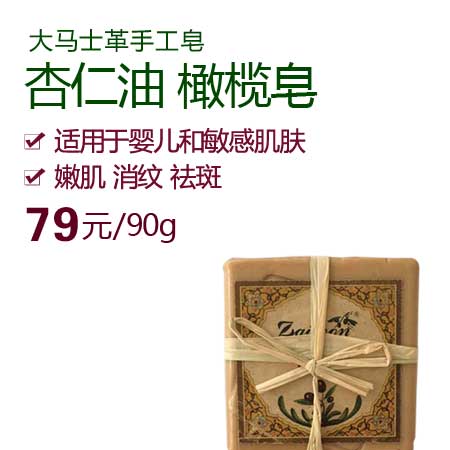 大马士革手工皂
杏仁油 橄榄皂
适用于婴儿和敏感肌肤
嫩肌 消纹 祛斑
79元/90g